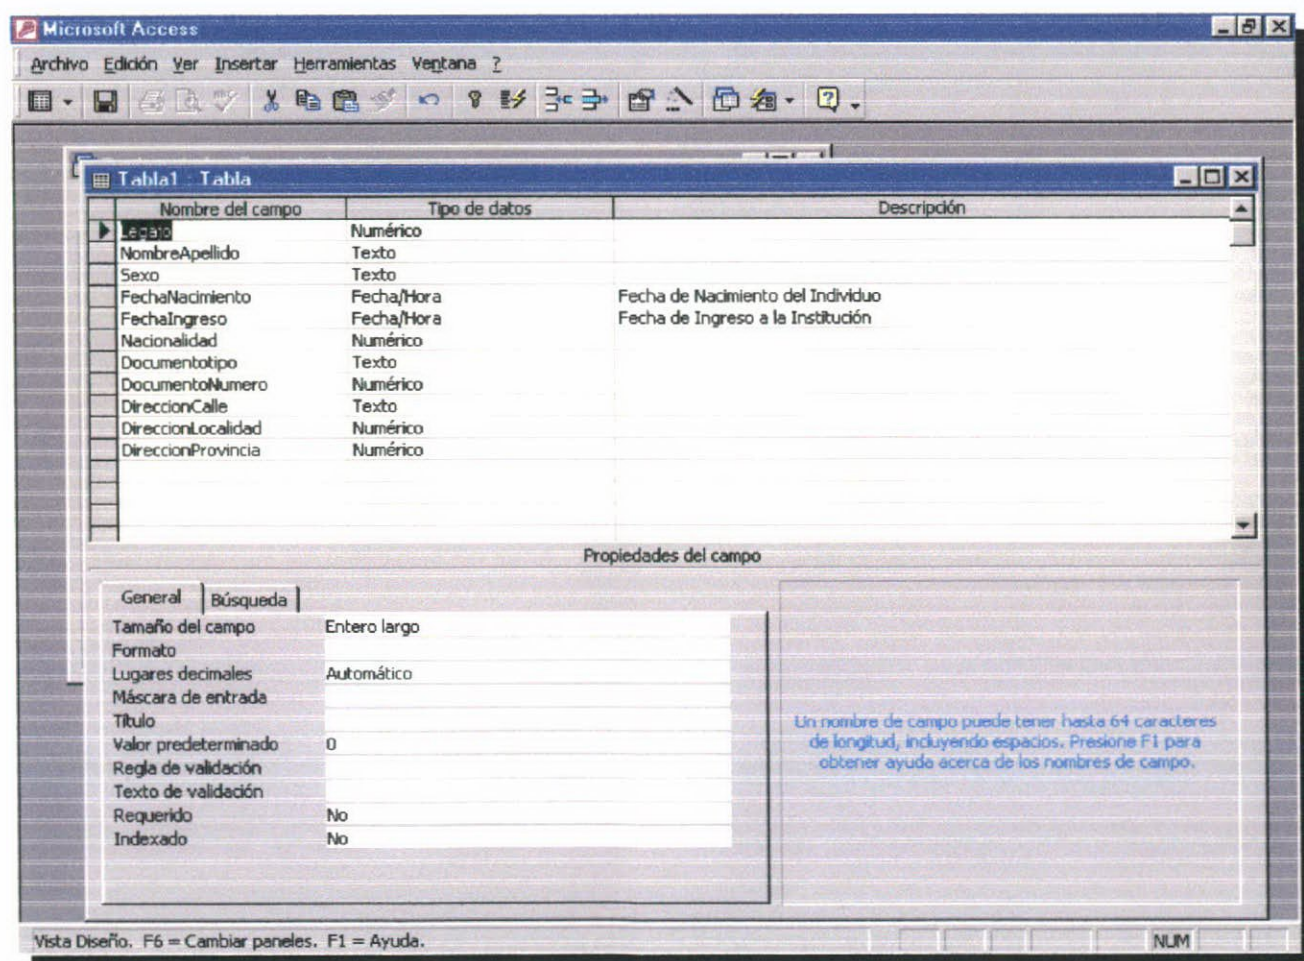 Microsoft Access
Archivo Edición Ver Insertar Herramientas Ventana ?
Tabla1 : Tabla
Nombre del campo Tipo de datos Descripción
Legajo Numérico
NombreApellido Texto
Sexo Texto
FechaNacimiento Fecha/Hora Fecha de Nacimiento del Individuo
FechaIngreso Fecha/Hora Fecha de Ingreso a la Institución
Nacionalidad Numérico
Documentotipo Texto
DocumentoNumero Numérico
DireccionCalle Texto
DireccionLocalidad Numérico
DireccionProvincia Numérico
Propiedades del campo
General Búsqueda
Tamaño del campo Entero largo
Formato
Lugares decimales Automático
Máscara de entrada
Título
Valor predeterminado 0
Regla de validación
Texto de validación
Requerido No
Indexado No
Un nombre de campo puede tener hasta 64 caracteres
de longitud, incluyendo espacios. Presione F1 para
obtener ayuda acerca de los nombres de campo.
Vista Diseño. F6 = Cambiar paneles. F1 = Ayuda. NUM